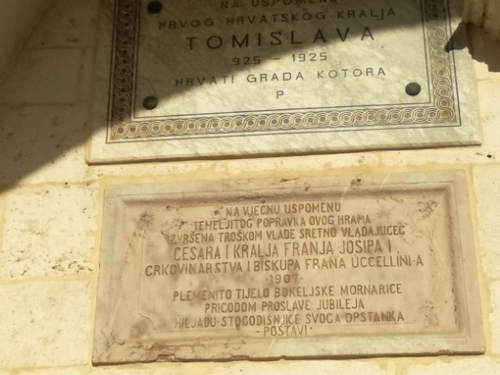 NA USPOMENU
PRVOG HRVATSKOG KRALJA
TOMISLAVA
925 - 1925
HRVATI GRADA KOTORA
P
NA VJEČNU USPOMENU
TEMELJITOG POPRAVKA OVOG HRAMA
IZVRŠENA TROŠKOM VLADE SRETNO VLADAJUĆEG
CESARA I KRALJA FRANJA JOSIPA I
CRKOVINARSTVA I BISKUPA FRANA UCCELLINI-A
-1907-
PLEMENITO TIJELO BOKELJSKE MORNARICE
PRIGODOM PROSLAVE JUBILEJA
HILJADU-STOGODIŠNJICE SVOGA OPSTANKA
- POSTAVI -